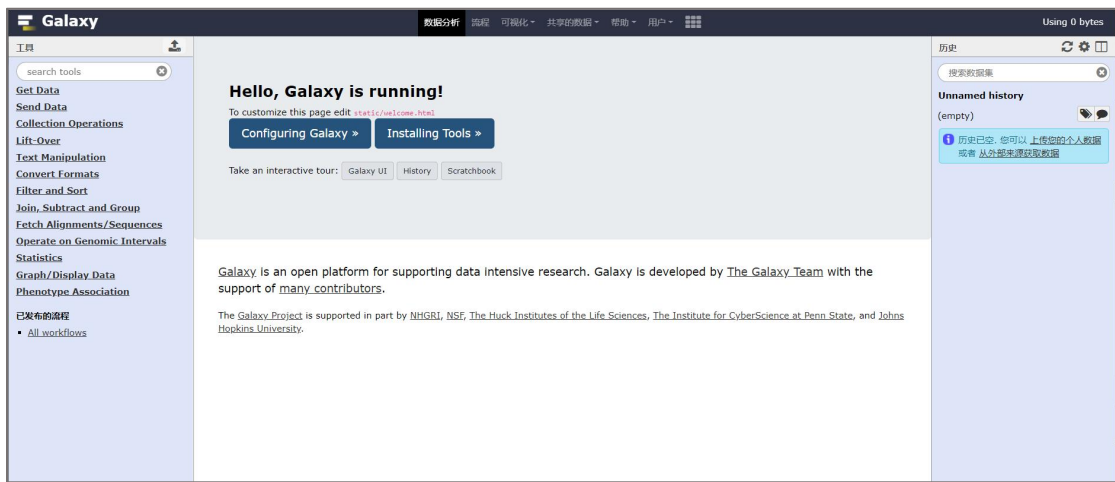 Galaxy
数据分析 流程 可视化 共享的数据 帮助 用户
Using 0 bytes
工具
search tools
Get Data
Send Data
Collection Operations
Lift-Over
Text Manipulation
Convert Formats
Filter and Sort
Join, Subtract and Group
Fetch Alignments/Sequences
Operate on Genomic Intervals
Statistics
Graph/Display Data
Phenotype Association
已发布的流程
All workflows
Hello, Galaxy is running!
To customize this page edit static/welcome.html
Configuring Galaxy » Installing Tools »
Take an interactive tour: Galaxy UI History Scratchbook
Galaxy is an open platform for supporting data intensive research. Galaxy is developed by The Galaxy Team with the
support of many contributors.
The Galaxy Project is supported in part by NHGRI, NSF, The Huck Institutes of the Life Sciences, The Institute for CyberScience at Penn State, and Johns
Hopkins University.
历史
搜索数据集
Unnamed history
(empty)
历史已空, 您可以 上传您的个人数据
或者 从外部来源获取数据